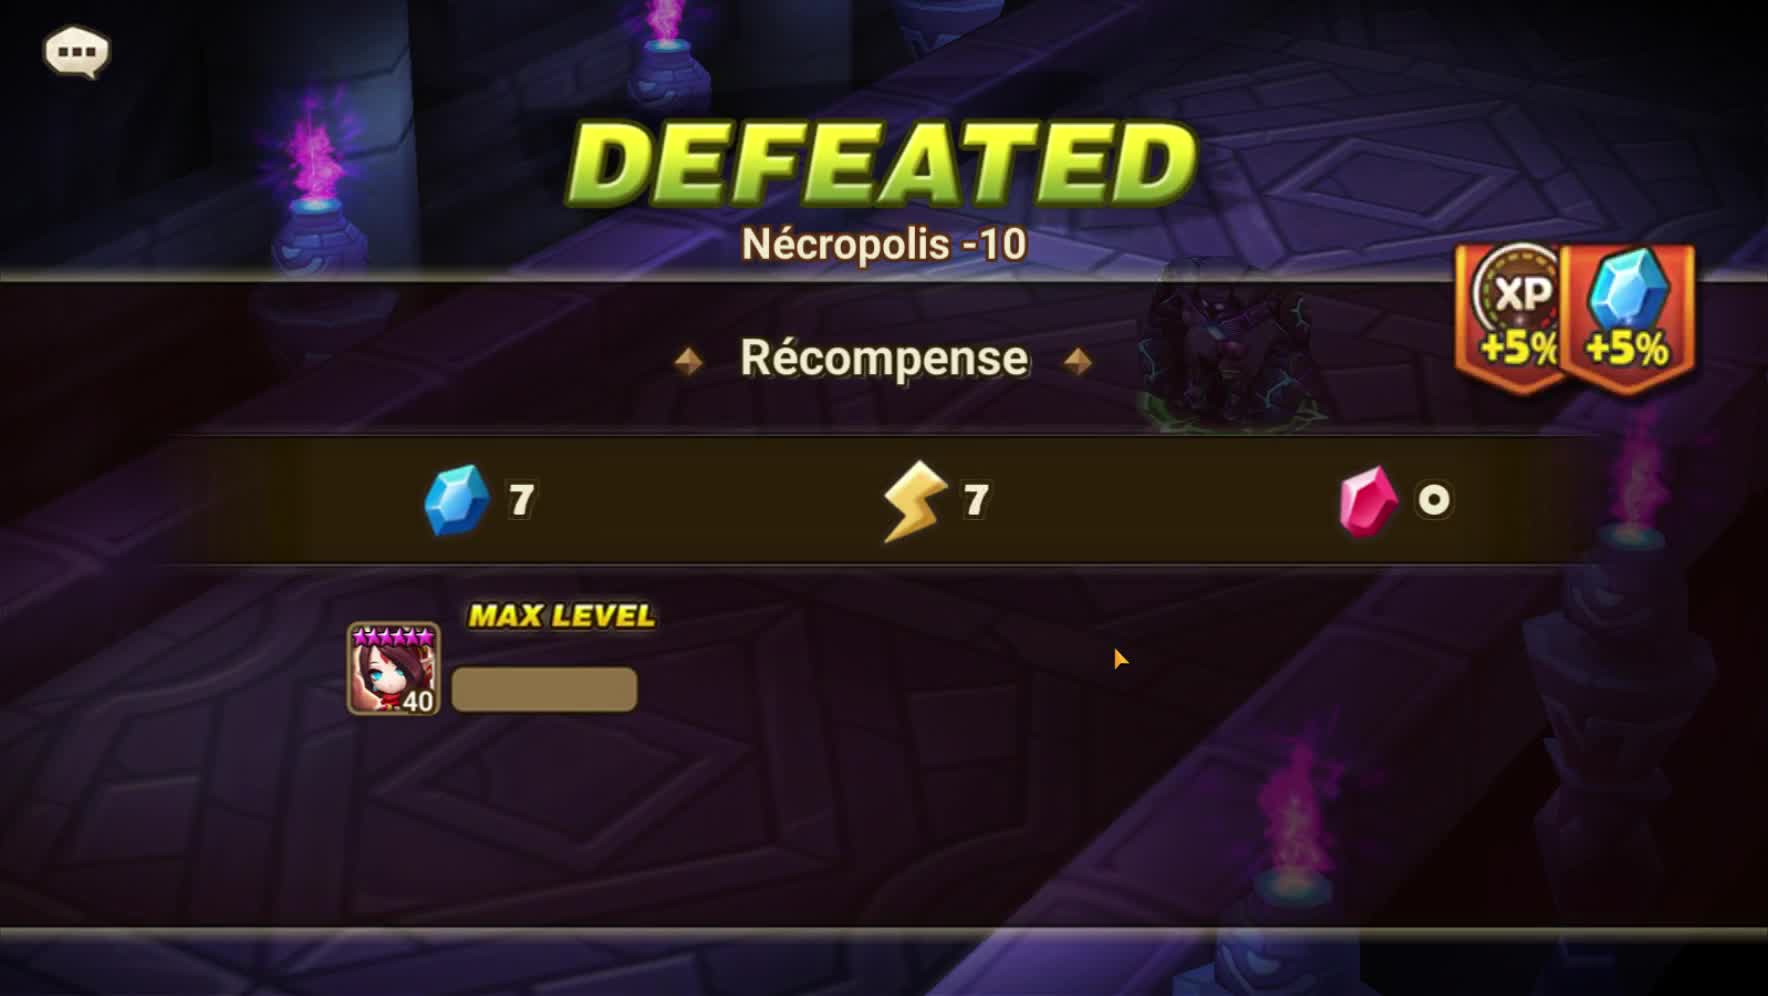 DEFEATED
Nécropolis -10
XP
+5%
+5%
Récompense
7
7
0
MAX LEVEL
40